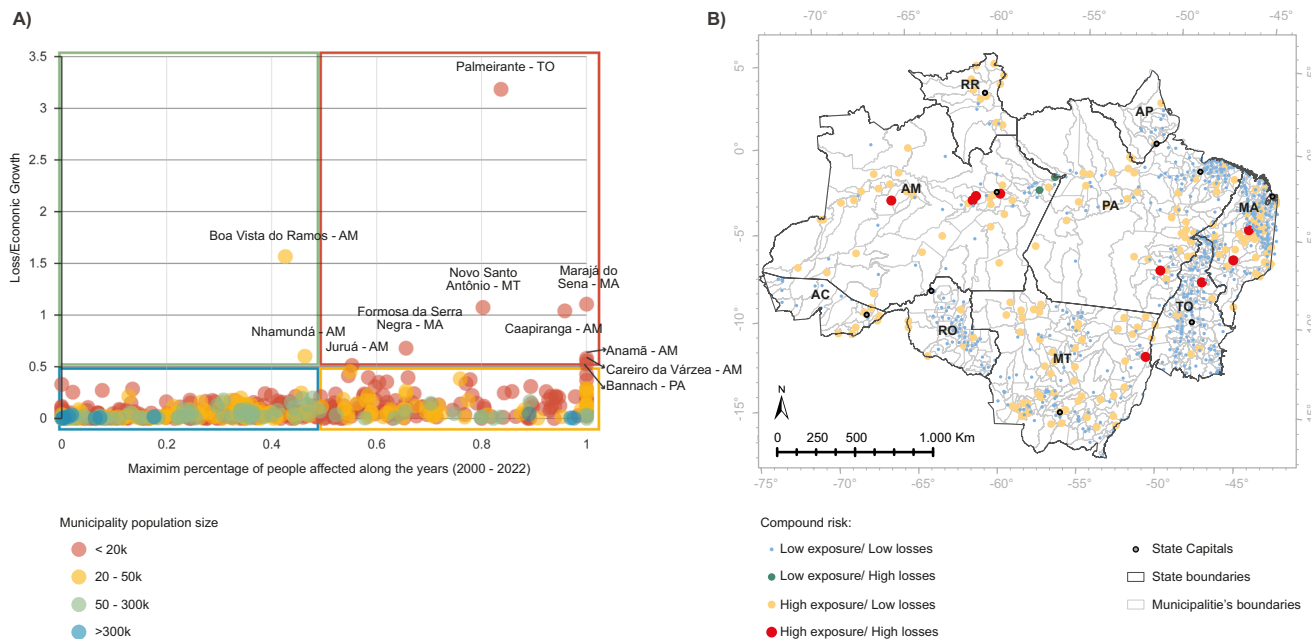 A)
3.5
3
2.5
2
1.5
1
0.5
0
Loss/Econonic Growth
Palmeirante - TO
Boa Vista do Ramos - AM
Novo Santo
Antônio - MT
Marajá do
Sena - MA
Formosa da Serra
Negra - MA
Caapiranga - AM
Nhamundá - AM
Juruá - AM
Anamã - AM
Careiro da Várzea - AM
Bannach - PA
0 0.2 0.4 0.6 0.8 1
Maximim percentage of people affected along the years (2000 - 2022)
Municipality population size
< 20k
20 - 50k
50 - 300k
>300k
B)
-70° -65° -60° -55° -50° -45°
5°
0°
-5°
-10°
-15°
RR
AP
AM
PA
MA
AC
RO
TO
MT
N
0 250 500 1.000 Km
-75° -70° -65° -60° -55° -50° -45°
Compound risk:
Low exposure/ Low losses
Low exposure/ High losses
High exposure/ Low losses
High exposure/ High losses
State Capitals
State boundaries
Municipalitie's boundaries